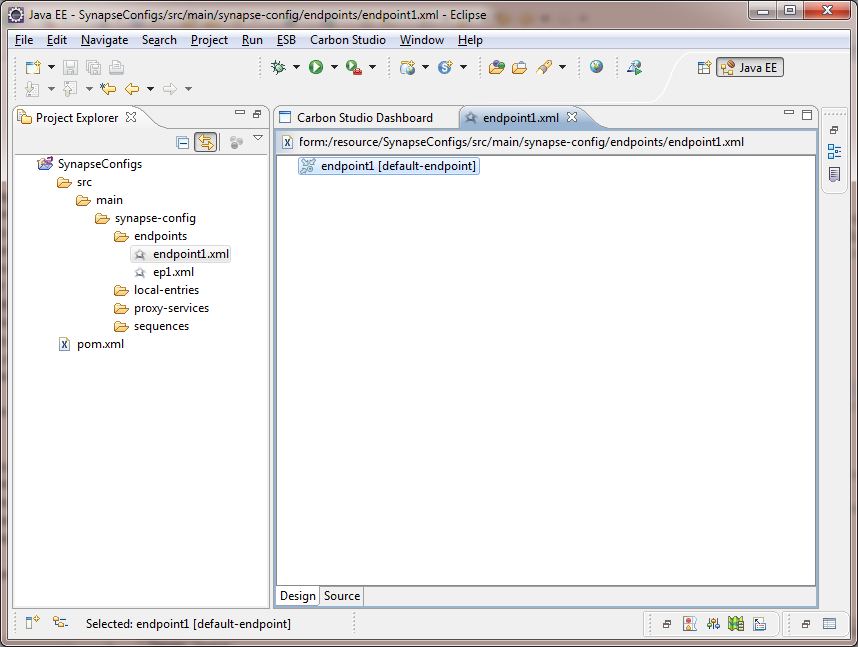 Java EE - SynapseConfigs/src/main/synapse-config/endpoints/endpoint1.xml - Eclipse
File Edit Navigate Search Project Run ESB Carbon Studio Window Help
Java EE
Project Explorer
Carbon Studio Dashboard
endpoint1.xml
form:/resource/SynapseConfigs/src/main/synapse-config/endpoints/endpoint1.xml
SynapseConfigs
src
main
synapse-config
endpoints
endpoint1.xml
ep1.xml
local-entries
proxy-services
sequences
pom.xml
endpoint1 [default-endpoint]
Design Source
Selected: endpoint1 [default-endpoint]